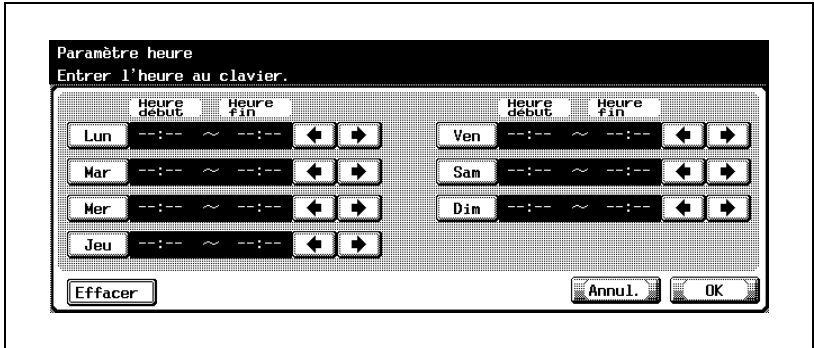 Paramètre heure
Entrer l'heure au clavier.
Heure début Heure fin Heure début Heure fin
Lun --:-- ~ --:-- Ven --:-- ~ --:--
Mar --:-- ~ --:-- Sam --:-- ~ --:--
Mer --:-- ~ --:-- Dim --:-- ~ --:--
Jeu --:-- ~ --:--
Effacer Annul. OK